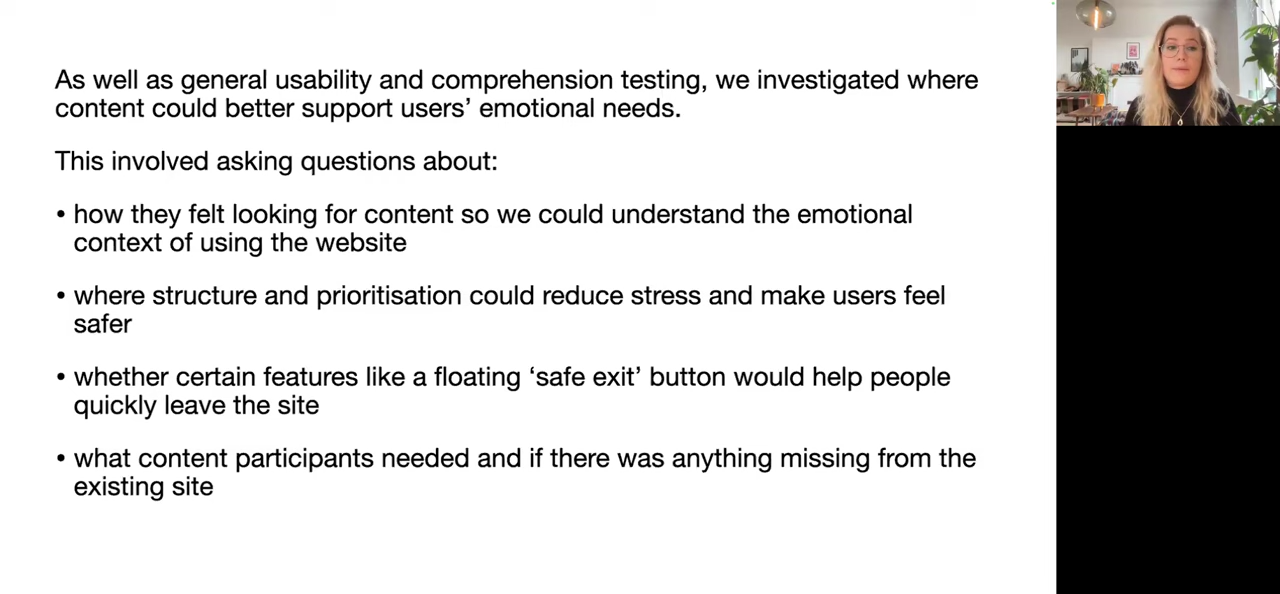 As well as general usability and comprehension testing, we investigated where
content could better support users’ emotional needs.
This involved asking questions about:
• how they felt looking for content so we could understand the emotional
context of using the website
• where structure and prioritisation could reduce stress and make users feel
safer
• whether certain features like a floating ‘safe exit’ button would help people
quickly leave the site
• what content participants needed and if there was anything missing from the
existing site